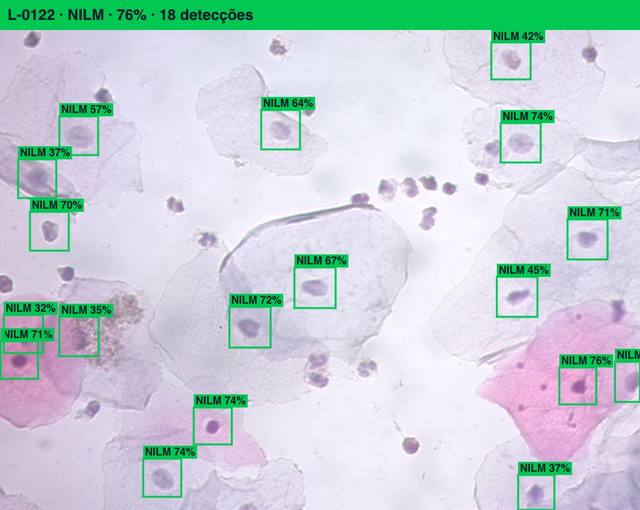 L-0122 · NILM · 76% · 18 detecções
NILM 42%
NILM 57%
NILM 64%
NILM 74%
NILM 37%
NILM 70%
NILM 71%
NILM 67%
NILM 45%
NILM 72%
NILM 32%
NILM 35%
NILM 71%
NILM 76%
NILM
NILM 74%
NILM 74%
NILM 37%